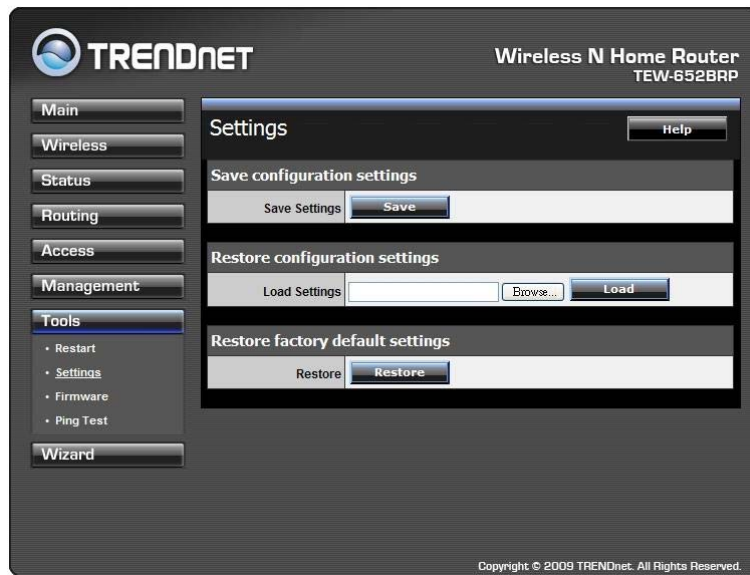 TRENDNET
Wireless N Home Router
TEW-652BRP
Main
Wireless
Status
Routing
Access
Management
Tools
• Restart
• Settings
• Firmware
• Ping Test
Wizard
Settings
Help
Save configuration settings
Save Settings Save
Restore configuration settings
Load Settings Browse... Load
Restore factory default settings
Restore Restore
Copyright © 2009 TRENDnet. All Rights Reserved.